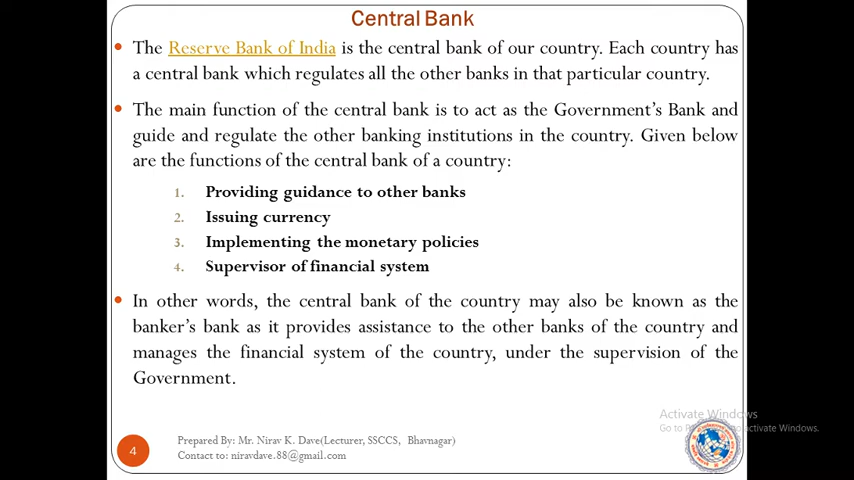 Central Bank
The Reserve Bank of India is the central bank of our country. Each country has
a central bank which regulates all the other banks in that particular country.
The main function of the central bank is to act as the Government's Bank and
guide and regulate the other banking institutions in the country. Given below
are the functions of the central bank of a country:
1. Providing guidance to other banks
2. Issuing currency
3. Implementing the monetary policies
4. Supervisor of financial system
In other words, the central bank of the country may also be known as the
banker's bank as it provides assistance to the other banks of the country and
manages the financial system of the country, under the supervision of the
Government.
Activate Windows
Go to activate Windows.
4
Prepared By: Mr. Nirav K. Dave(Lecturer, SSCCS, Bhavnagar)
Contact to: niravdave.88@gmail.com